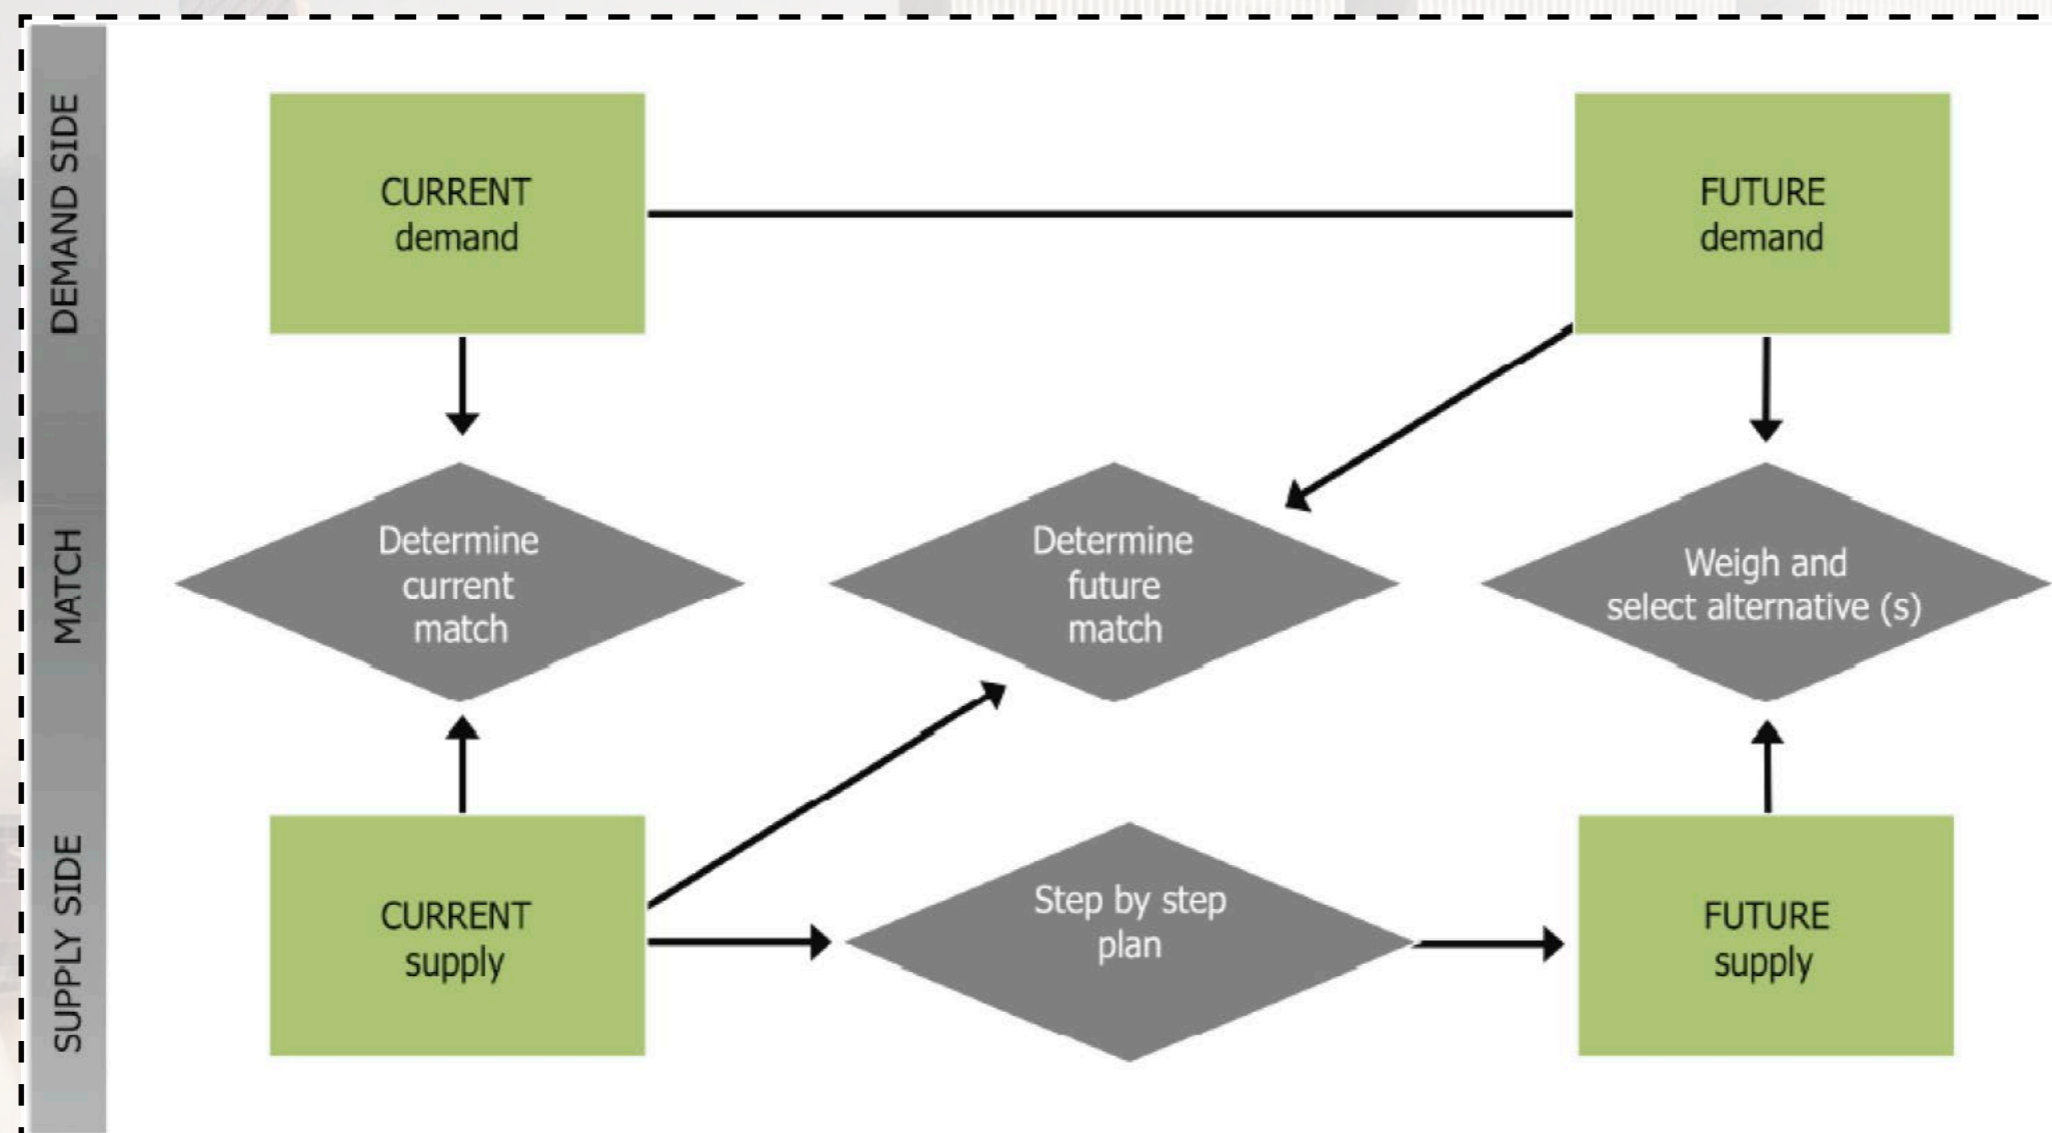 DEMAND SIDE
CURRENT
demand
FUTURE
demand
MATCH
Determine
current
match
Determine
future
match
Weigh and
select alternative (s)
SUPPLY SIDE
CURRENT
supply
Step by step
plan
FUTURE
supply